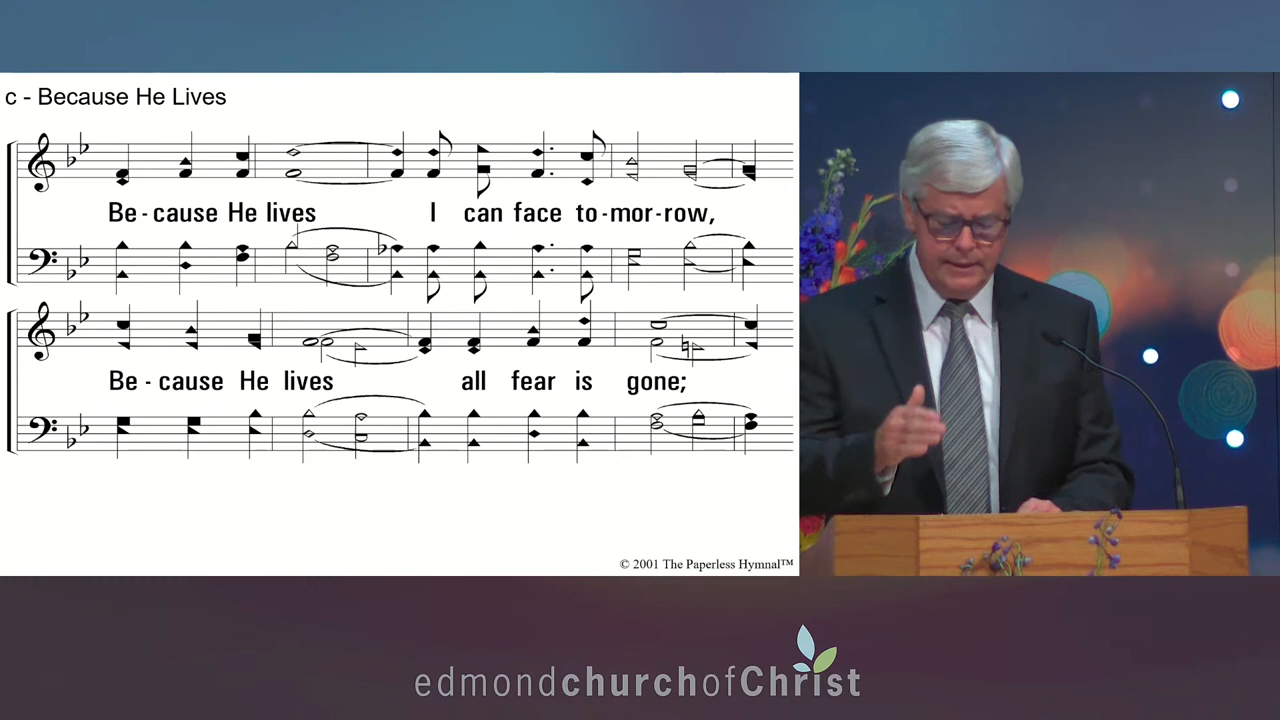 c - Because He Lives
Be - cause He lives I can face to - mor - row,
Be - cause He lives all fear is gone;
© 2001 The Paperless Hymnal™
edmondchurchofChrist